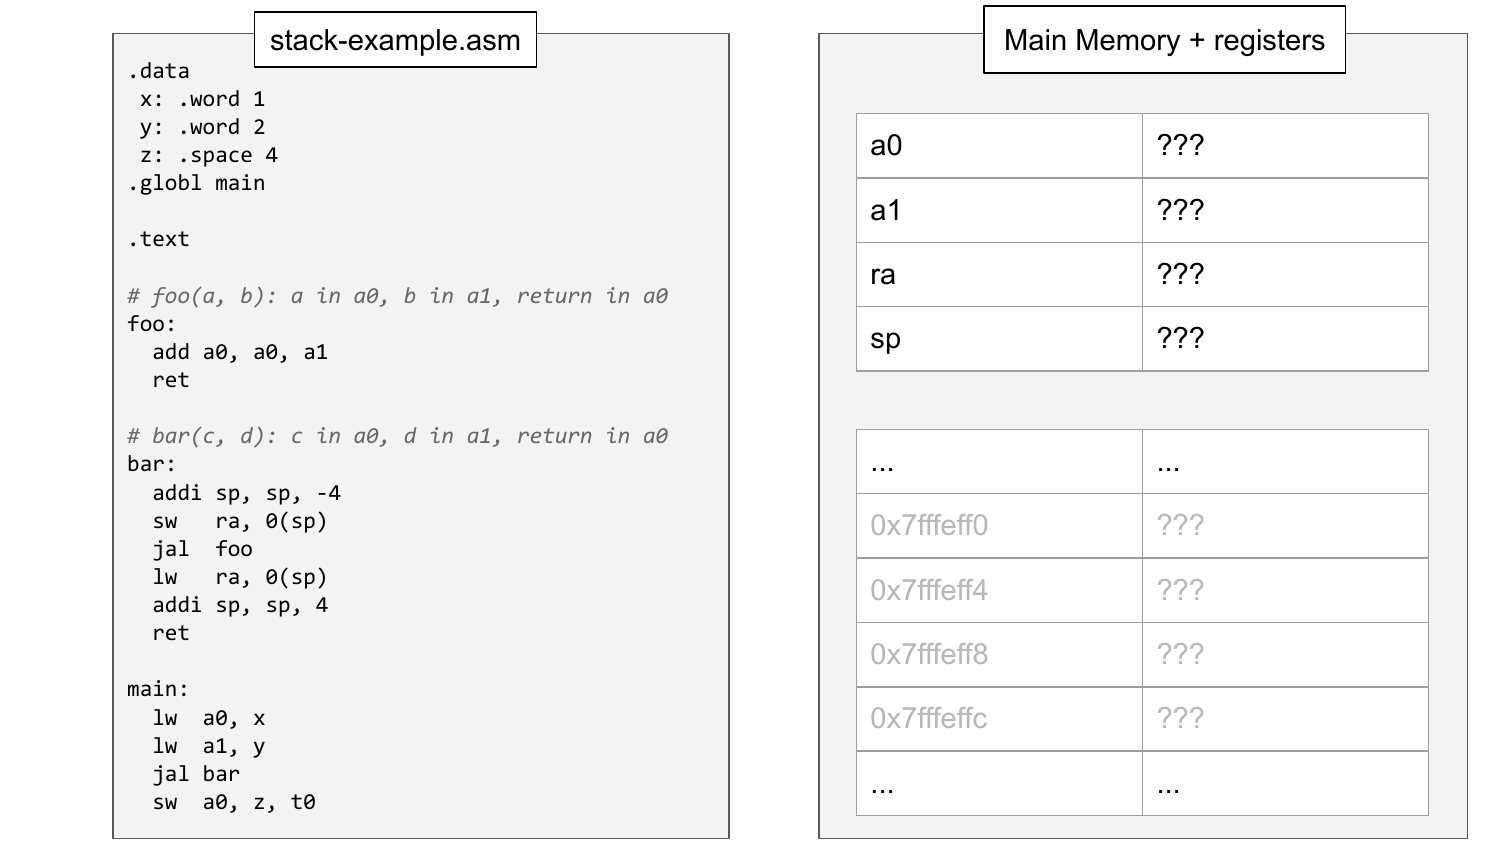 stack-example.asm
.data
 x: .word 1
 y: .word 2
 z: .space 4
.globl main

.text

# foo(a, b): a in a0, b in a1, return in a0
foo:
  add a0, a0, a1
  ret

# bar(c, d): c in a0, d in a1, return in a0
bar:
  addi sp, sp, -4
  sw   ra, 0(sp)
  jal  foo
  lw   ra, 0(sp)
  addi sp, sp, 4
  ret

main:
  lw  a0, x
  lw  a1, y
  jal bar
  sw  a0, z, t0
Main Memory + registers
a0 ???
a1 ???
ra ???
sp ???
... ...
0x7fffeff0 ???
0x7fffeff4 ???
0x7fffeff8 ???
0x7fffeffc ???
... ...